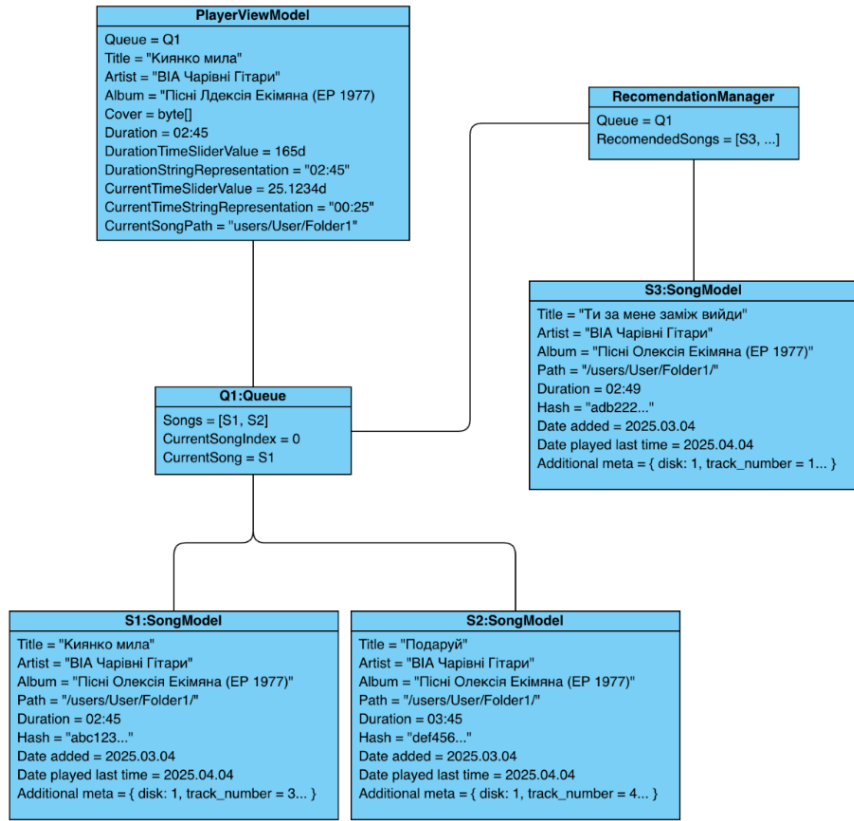 PlayerViewModel
Queue = Q1
Title = "Киянко мила"
Artist = "ВІА Чарівні Гітари"
Album = "Пісні Лдексія Екімяна (EP 1977)
Cover = byte[]
Duration = 02:45
DurationTimeSliderValue = 165d
DurationStringRepresentation = "02:45"
CurrentTimeSliderValue = 25.1234d
CurrentTimeStringRepresentation = "00:25"
CurrentSongPath = "users/User/Folder1"
RecomendationManager
Queue = Q1
RecomendedSongs = [S3, ...]
S3:SongModel
Title = "Ти за мене заміж вийди"
Artist = "ВІА Чарівні Гітари"
Album = "Пісні Олексія Екімяна (EP 1977)"
Path = "/users/User/Folder1/"
Duration = 02:49
Hash = "adb222..."
Date added = 2025.03.04
Date played last time = 2025.04.04
Additional meta = { disk: 1, track_number = 1... }
Q1:Queue
Songs = [S1, S2]
CurrentSongIndex = 0
CurrentSong = S1
S1:SongModel
Title = "Киянко мила"
Artist = "ВІА Чарівні Гітари"
Album = "Пісні Олексія Екімяна (EP 1977)"
Path = "/users/User/Folder1/"
Duration = 02:45
Hash = "abc123..."
Date added = 2025.03.04
Date played last time = 2025.04.04
Additional meta = { disk: 1, track_number = 3... }
S2:SongModel
Title = "Подаруй"
Artist = "ВІА Чарівні Гітари"
Album = "Пісні Олексія Екімяна (EP 1977)"
Path = "/users/User/Folder1/"
Duration = 03:45
Hash = "def456..."
Date added = 2025.03.04
Date played last time = 2025.04.04
Additional meta = { disk: 1, track_number = 4... }